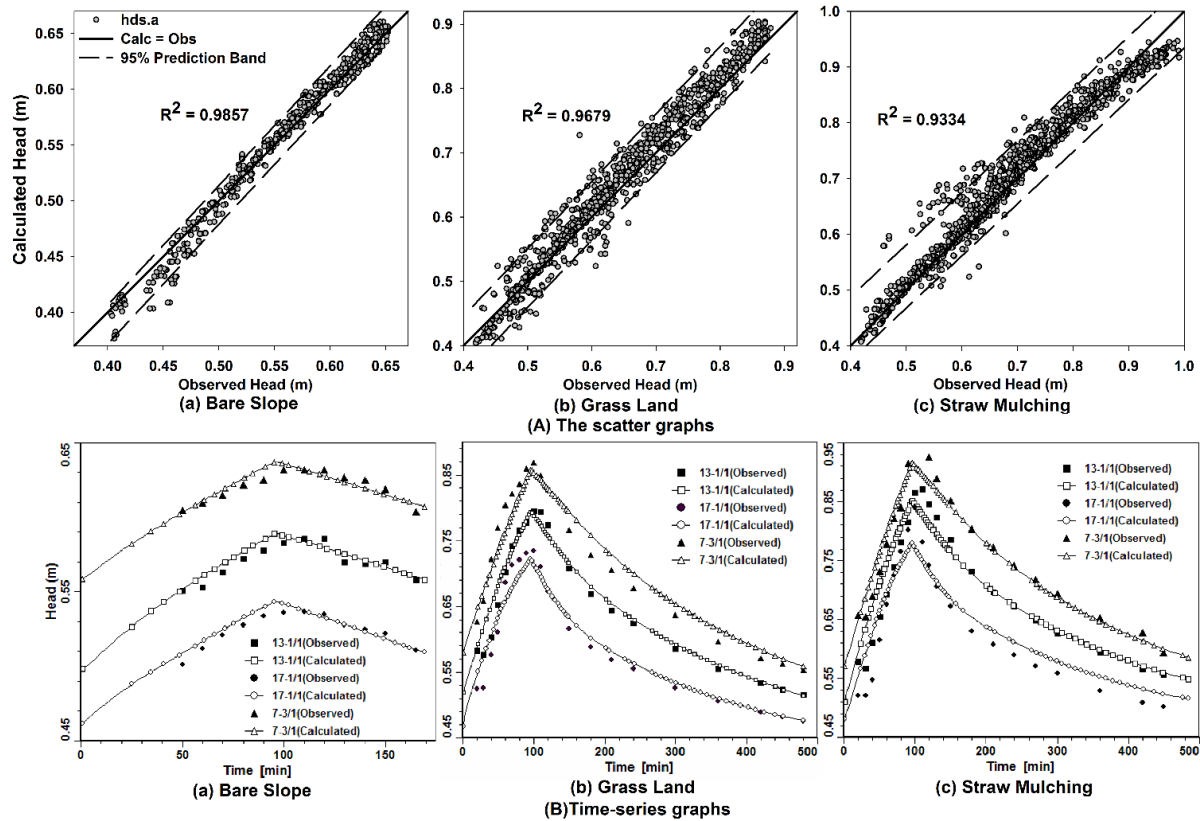 hds.a
Calc = Obs
95% Prediction Band
R² = 0.9857
Calculated Head (m)
0.65
0.60
0.55
0.50
0.45
0.40
0.40 0.45 0.50 0.55 0.60 0.65
Observed Head (m)
(a) Bare Slope
R² = 0.9679
0.9
0.8
0.7
0.6
0.5
0.4
0.4 0.5 0.6 0.7 0.8 0.9
Observed Head (m)
(b) Grass Land
R² = 0.9334
1.0
0.9
0.8
0.7
0.6
0.5
0.4
0.4 0.5 0.6 0.7 0.8 0.9 1.0
Observed Head (m)
(c) Straw Mulching
(A) The scatter graphs
Head (m)
0.65
0.55
0.45
13-1/1(Observed)
13-1/1(Calculated)
17-1/1(Observed)
17-1/1(Calculated)
7-3/1(Observed)
7-3/1(Calculated)
0 50 100 150
Time [min]
(a) Bare Slope
0.85
0.75
0.65
0.55
0.45
13-1/1(Observed)
13-1/1(Calculated)
17-1/1(Observed)
17-1/1(Calculated)
7-3/1(Observed)
7-3/1(Calculated)
0 100 200 300 400 500
Time [min]
(b) Grass Land
0.95
0.85
0.75
0.65
0.55
0.45
13-1/1(Observed)
13-1/1(Calculated)
17-1/1(Observed)
17-1/1(Calculated)
7-3/1(Observed)
7-3/1(Calculated)
0 100 200 300 400 500
Time [min]
(c) Straw Mulching
(B)Time-series graphs